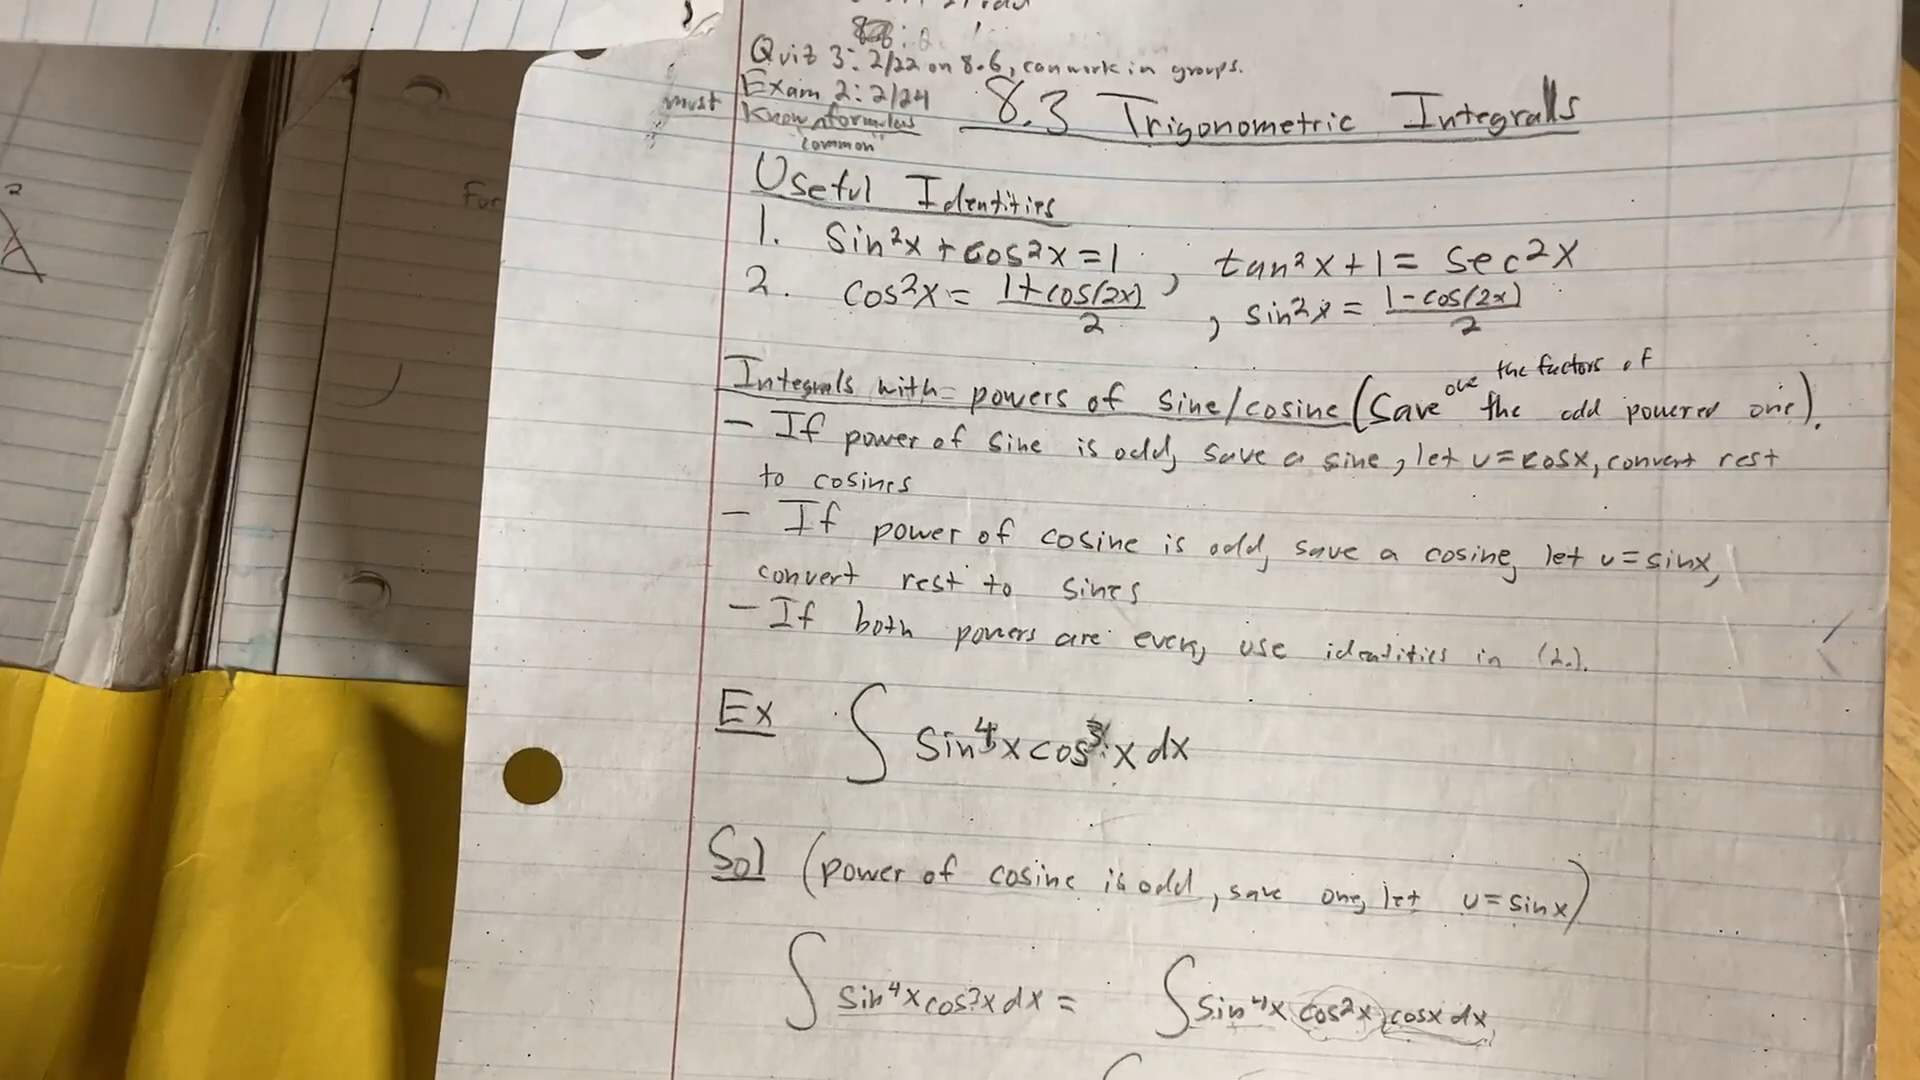 Quiz 3: 2/22 on 8.6, can work in groups.
Exam 2: 2/24
must know formulas
common
8.3 Trigonometric Integralls
Useful Identities
1. sin²x + cos²x = 1, tan²x + 1 = sec²x
2. cos²x = 1+cos(2x)/2, sin²x = 1-cos(2x)/2
the factors of
Integrals with powers of sine/cosine (Save one the odd powered one).
- If power of sine is odd, save a sine, let u=cosx, convert rest
to cosines
- If power of cosine is odd, save a cosine, let u=sinx,
convert rest to sines
- If both powers are even, use identities in (2.).
Ex ∫ sin⁴x cos³x dx
Sol (power of cosine is odd, save one, let u=sinx)
∫ sin⁴x cos³x dx = ∫ sin⁴x cos²x cosx dx
For